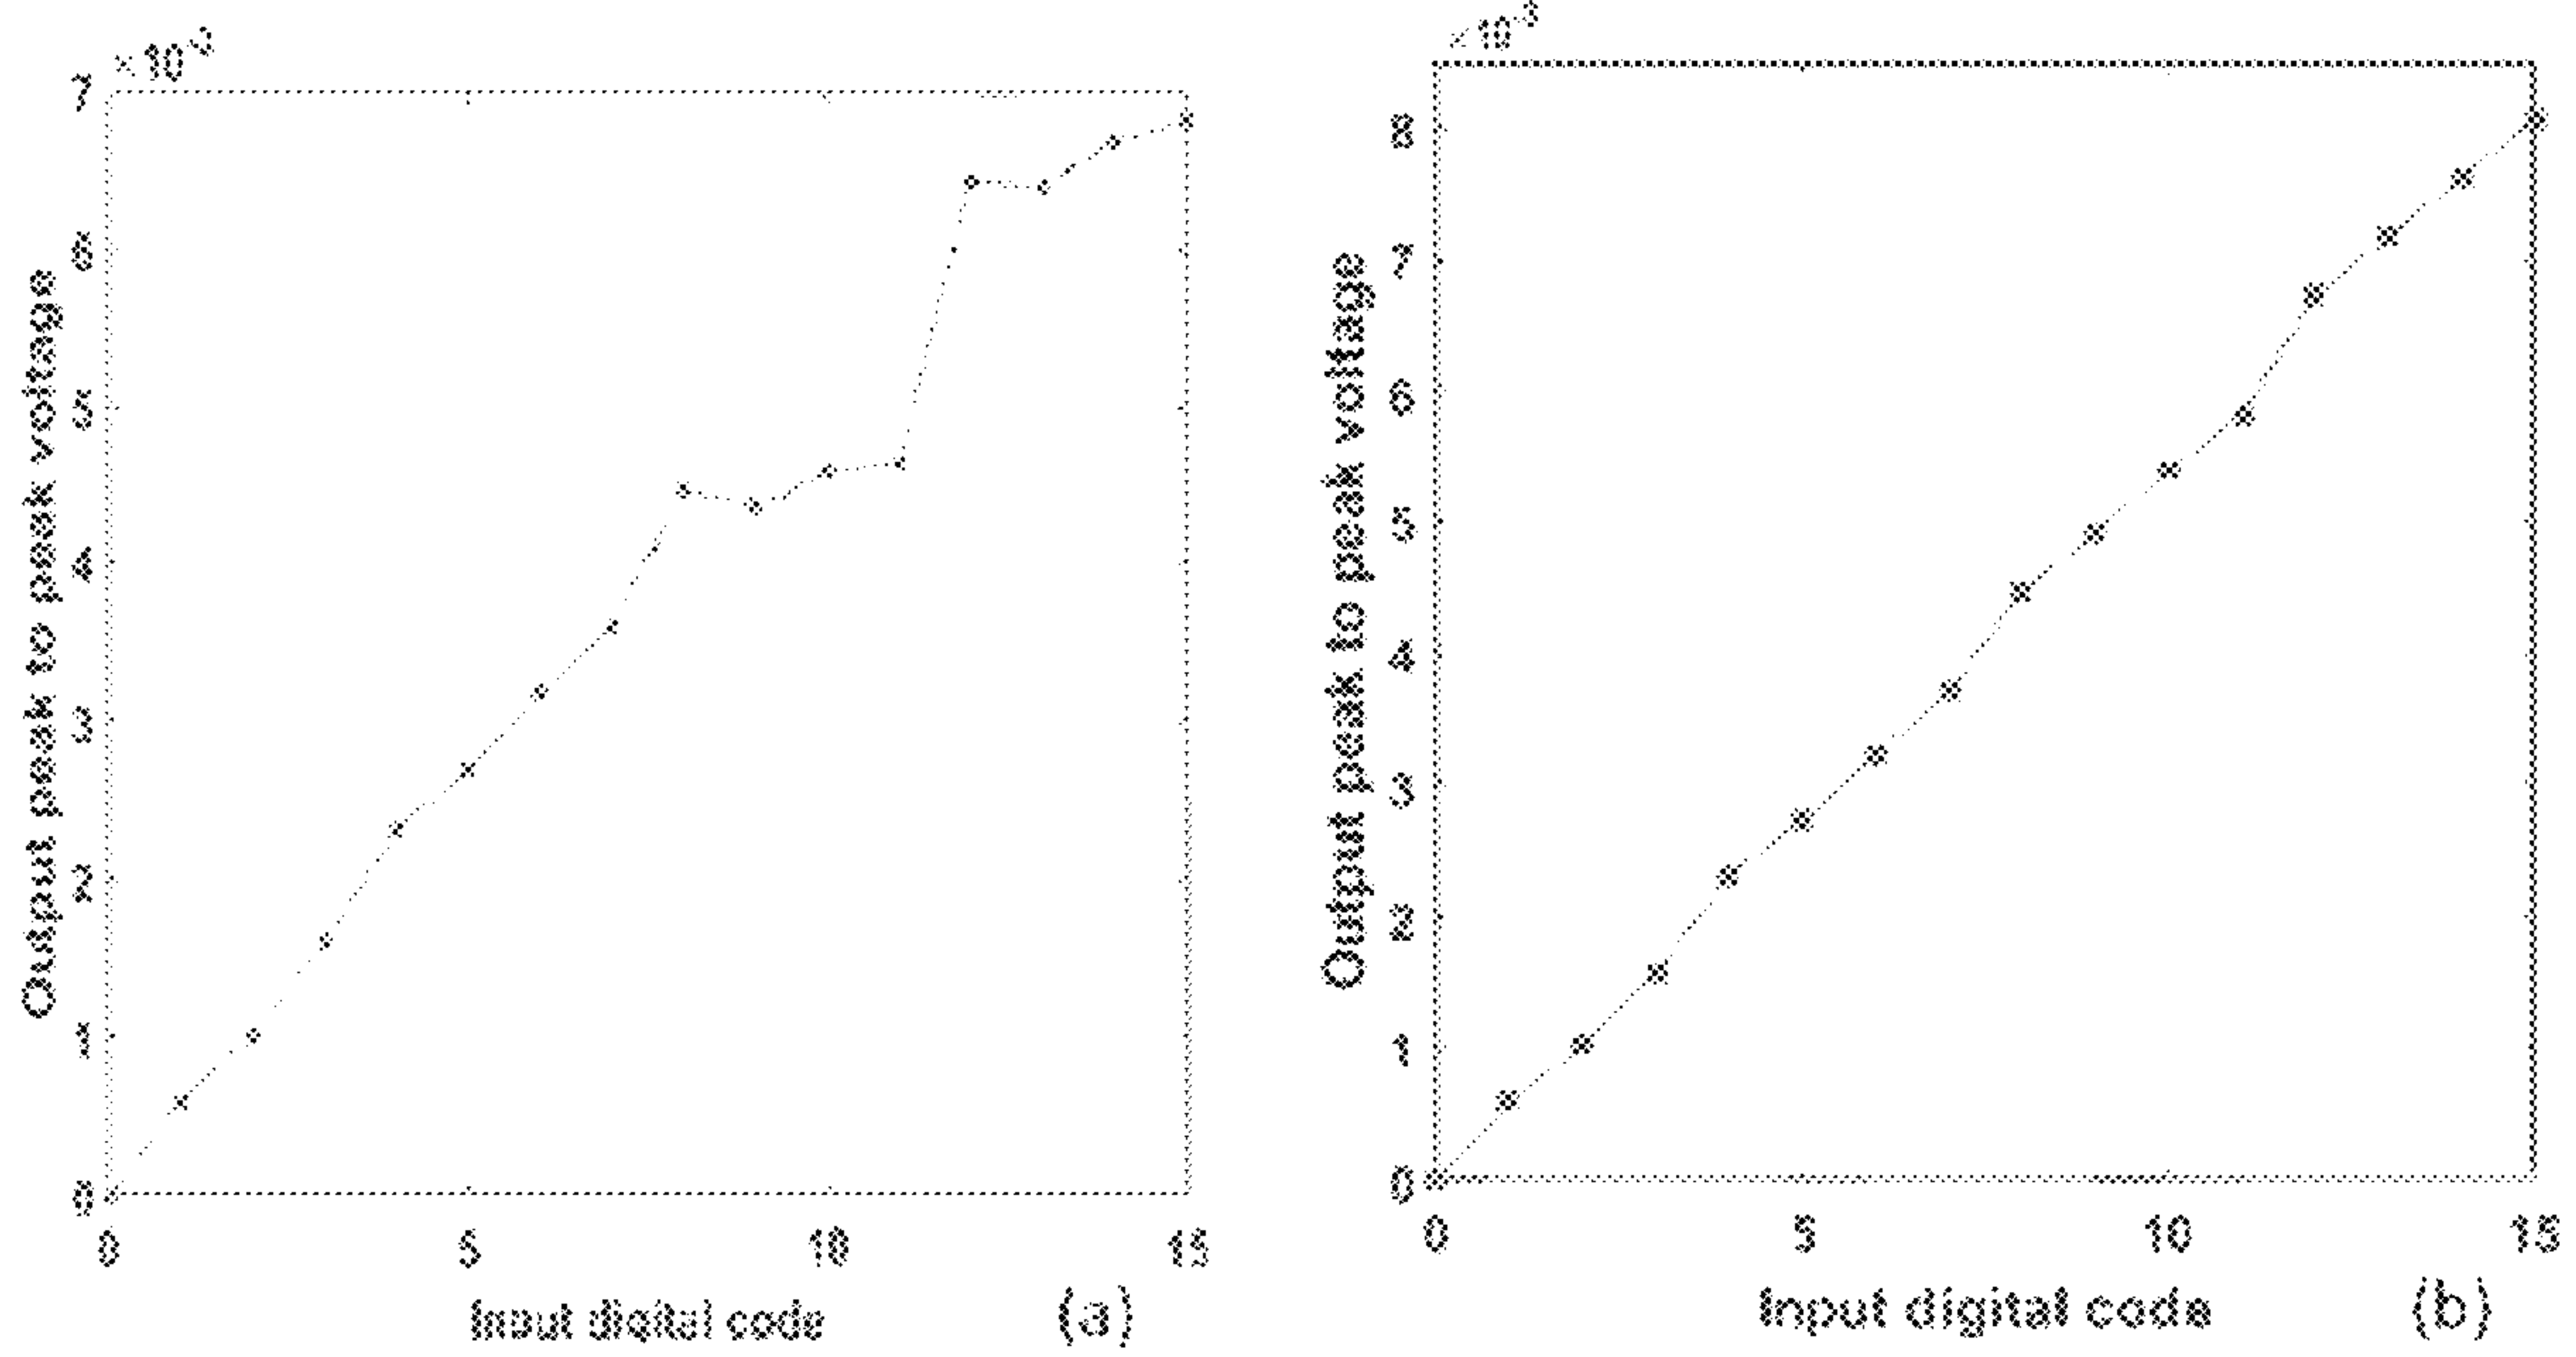 ×10^-3
7
6
5
4
3
2
1
0
Output peak to peak voltage
0 5 10 15
Input digital code
(a)
×10^-3
8
7
6
5
4
3
2
1
0
Output peak to peak voltage
0 5 10 15
Input digital code
(b)